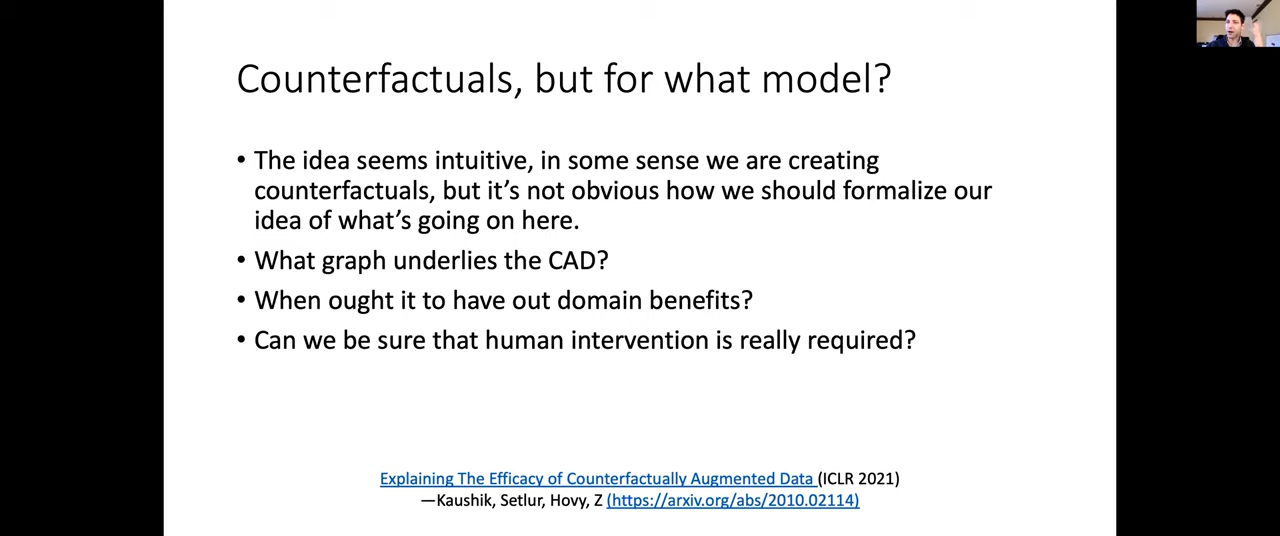 Counterfactuals, but for what model?
• The idea seems intuitive, in some sense we are creating
counterfactuals, but it's not obvious how we should formalize our
idea of what's going on here.
• What graph underlies the CAD?
• When ought it to have out domain benefits?
• Can we be sure that human intervention is really required?
Explaining The Efficacy of Counterfactually Augmented Data (ICLR 2021)
—Kaushik, Setlur, Hovy, Z (https://arxiv.org/abs/2010.02114)